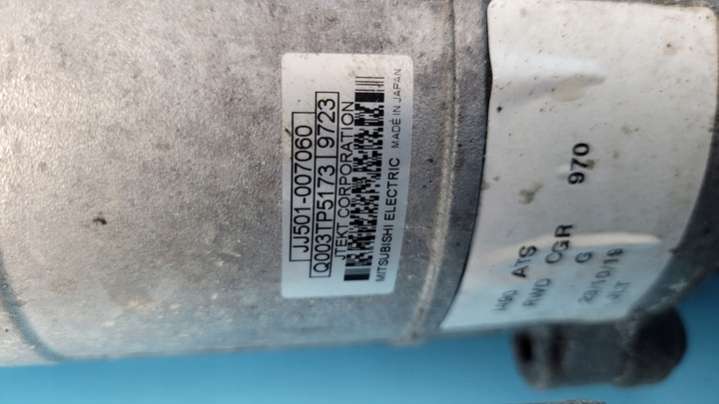 JJ501-007060
Q003TP5173 9723
JTEKT CORPORATION
MITSUBISHI ELECTRIC MADE IN JAPAN
ATS
RWD CGR 970
G